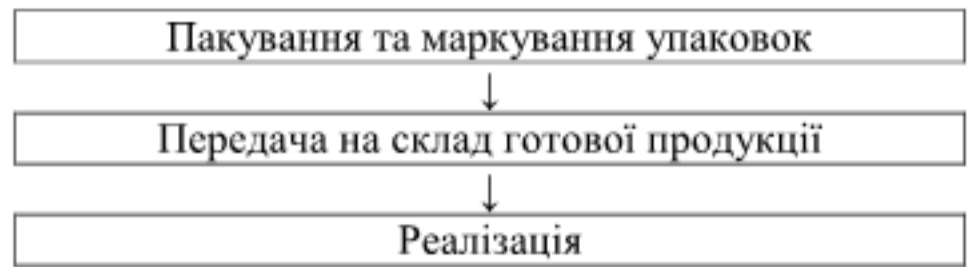 Пакування та маркування упаковок
↓
Передача на склад готової продукції
↓
Реалізація